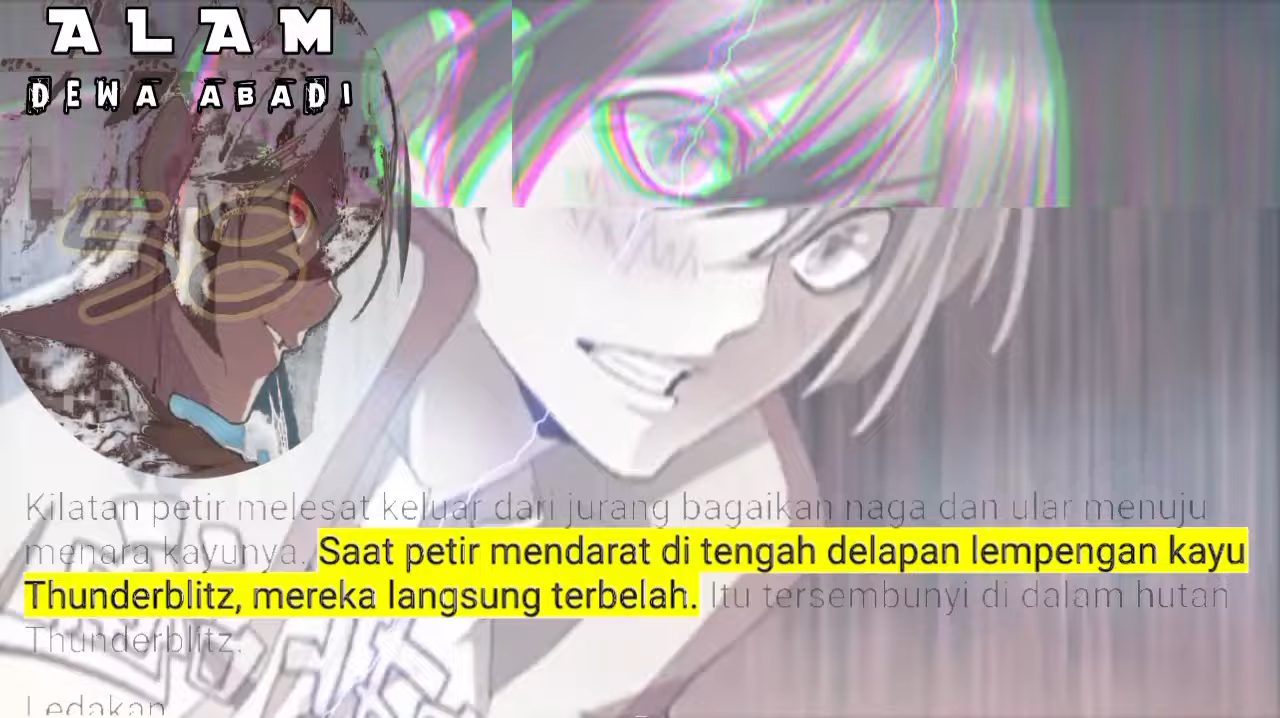 ALAM
DEWA ABADI
58
Kilatan petir melesat keluar dari jurang bagaikan naga dan ular menuju
menara kayunya. Saat petir mendarat di tengah delapan lempengan kayu
Thunderblitz, mereka langsung terbelah. Itu tersembunyi di dalam hutan
Thunderblitz.
Ledakan